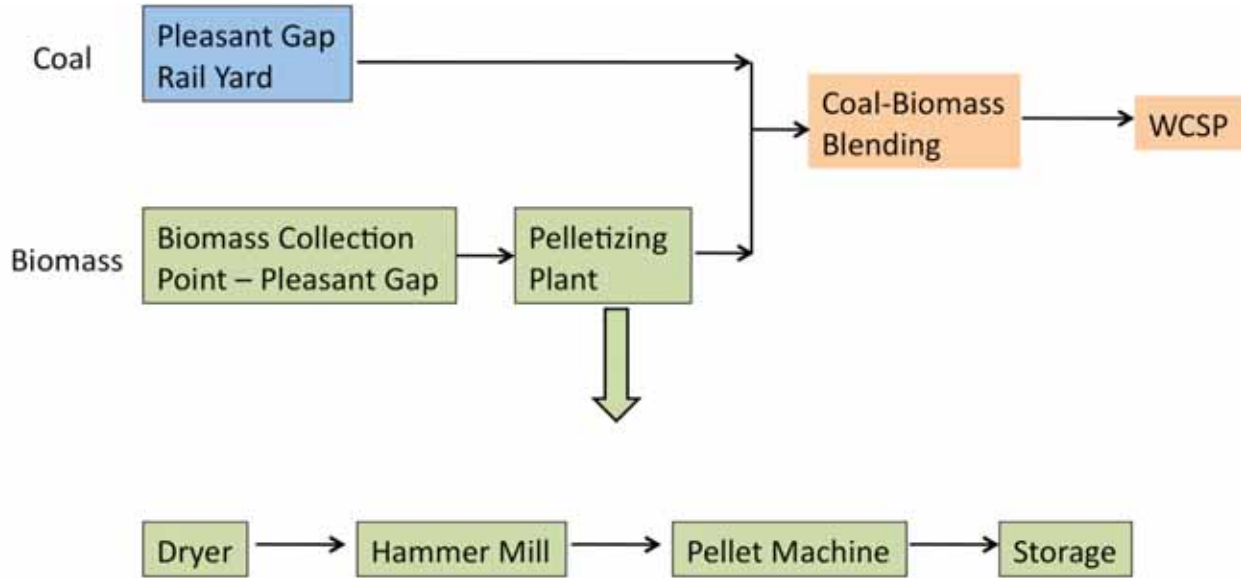 Coal
Pleasant Gap
Rail Yard
Coal-Biomass
Blending
WCSP
Biomass
Biomass Collection
Point – Pleasant Gap
Pelletizing
Plant
Dryer
Hammer Mill
Pellet Machine
Storage